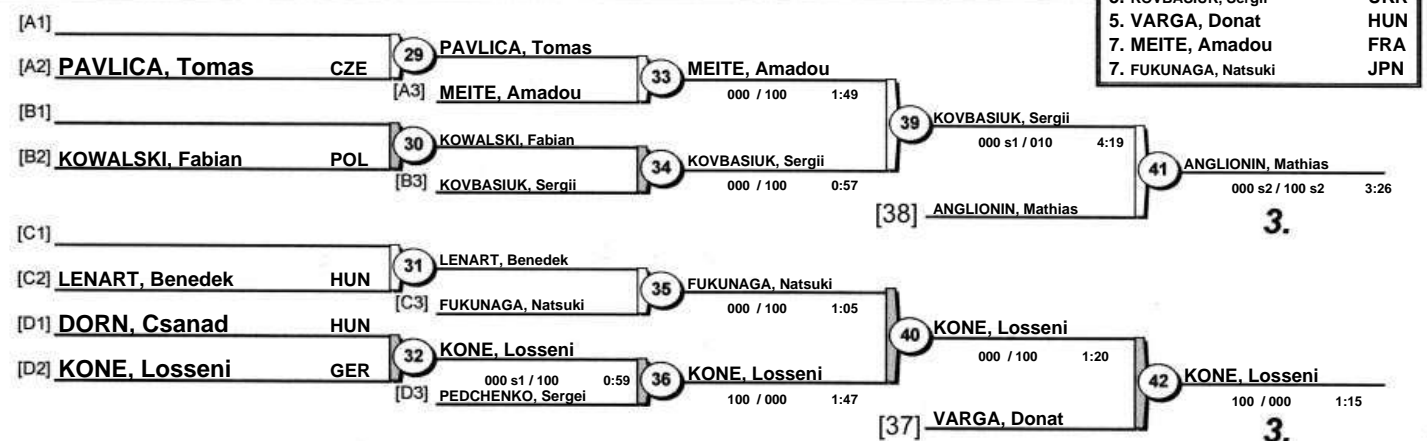 3. KOVBASIUK, Sergii UKR
5. VARGA, Donat HUN
7. MEITE, Amadou FRA
7. FUKUNAGA, Natsuki JPN
[A1]
[A2] PAVLICA, Tomas CZE
29
PAVLICA, Tomas
[A3] MEITE, Amadou
33
MEITE, Amadou
000 / 100 1:49
[B1]
[B2] KOWALSKI, Fabian POL
30
KOWALSKI, Fabian
[B3] KOVBASIUK, Sergii
34
KOVBASIUK, Sergii
000 / 100 0:57
39
KOVBASIUK, Sergii
000 s1 / 010 4:19
[38] ANGLIONIN, Mathias
41
ANGLIONIN, Mathias
000 s2 / 100 s2 3:26
3.
[C1]
[C2] LENART, Benedek HUN
31
LENART, Benedek
[C3] FUKUNAGA, Natsuki
35
FUKUNAGA, Natsuki
000 / 100 1:05
[D1] DORN, Csanad HUN
[D2] KONE, Losseni GER
32
KONE, Losseni
000 s1 / 100 0:59
[D3] PEDCHENKO, Sergei
36
KONE, Losseni
100 / 000 1:47
40
KONE, Losseni
000 / 100 1:20
[37] VARGA, Donat
42
KONE, Losseni
100 / 000 1:15
3.